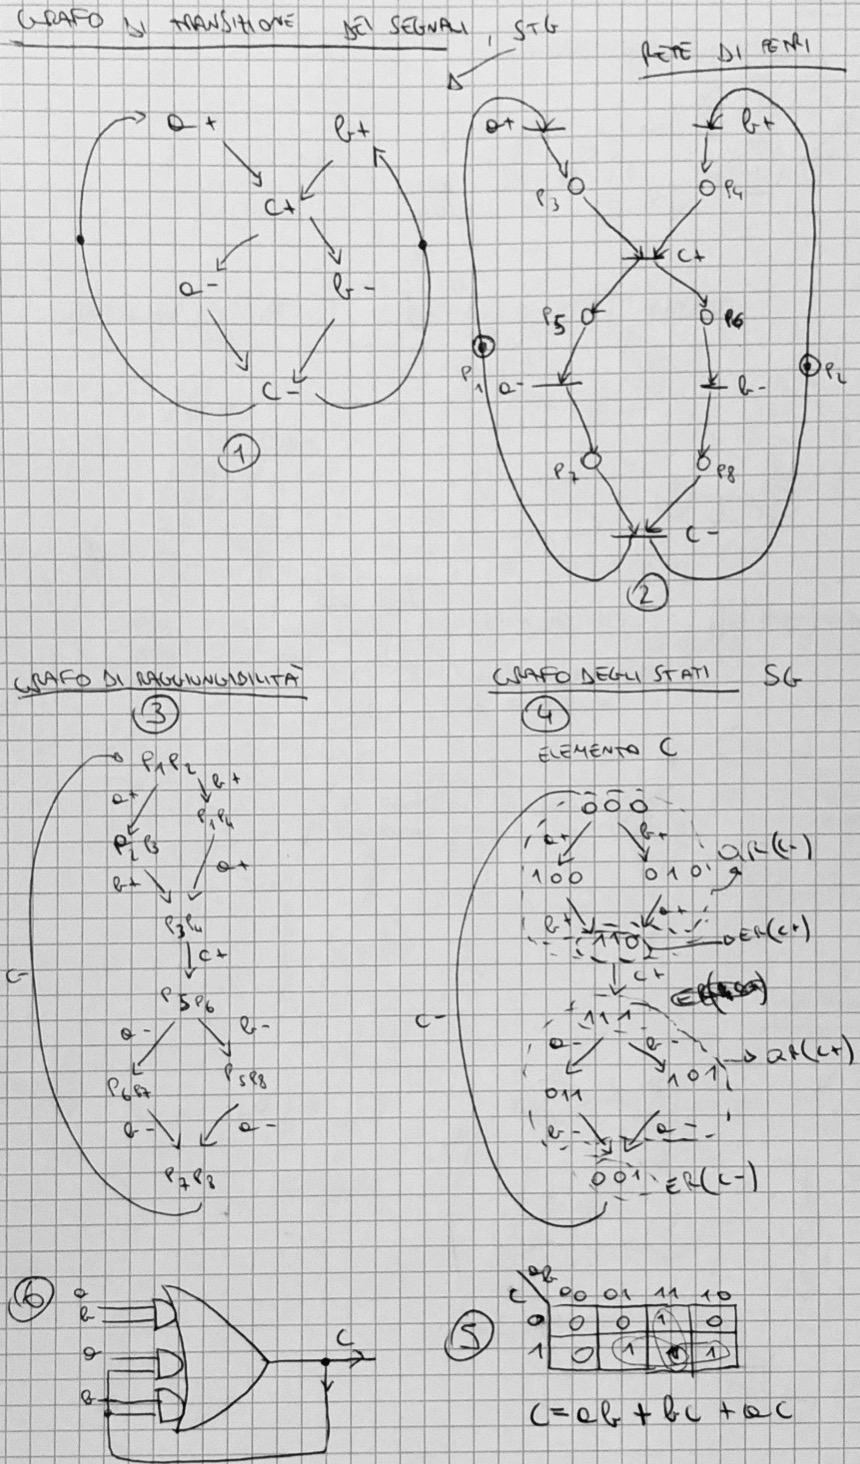 GRAFO DI TRANSIZIONE DEI SEGNALI, STG
RETE DI PETRI
a+
b+
c+
a-
b-
c-
1
a+
b+
P3
P4
c+
P5
P6
P1
a-
b-
P2
P7
P8
c-
2
GRAFO DI RAGGIUNGIBILITÀ
3
P1P2
a+
b+
P2P3
P1P4
b+
a+
P3P4
c+
P5P6
a-
b-
P6P7
P5P8
b-
a-
P7P8
c-
GRAFO DEGLI STATI SG
4
ELEMENTO C
000
a+
b+
100
010
QR(c-)
b+
a+
110
ER(c+)
c+
111
a-
b-
QR(c+)
011
101
b-
a-
001
ER(c-)
c-
6
a
b
a
b
C
5
ab
c 00 01 11 10
0 0 0 1 0
1 0 1 1 1
C=ab+bc+ac